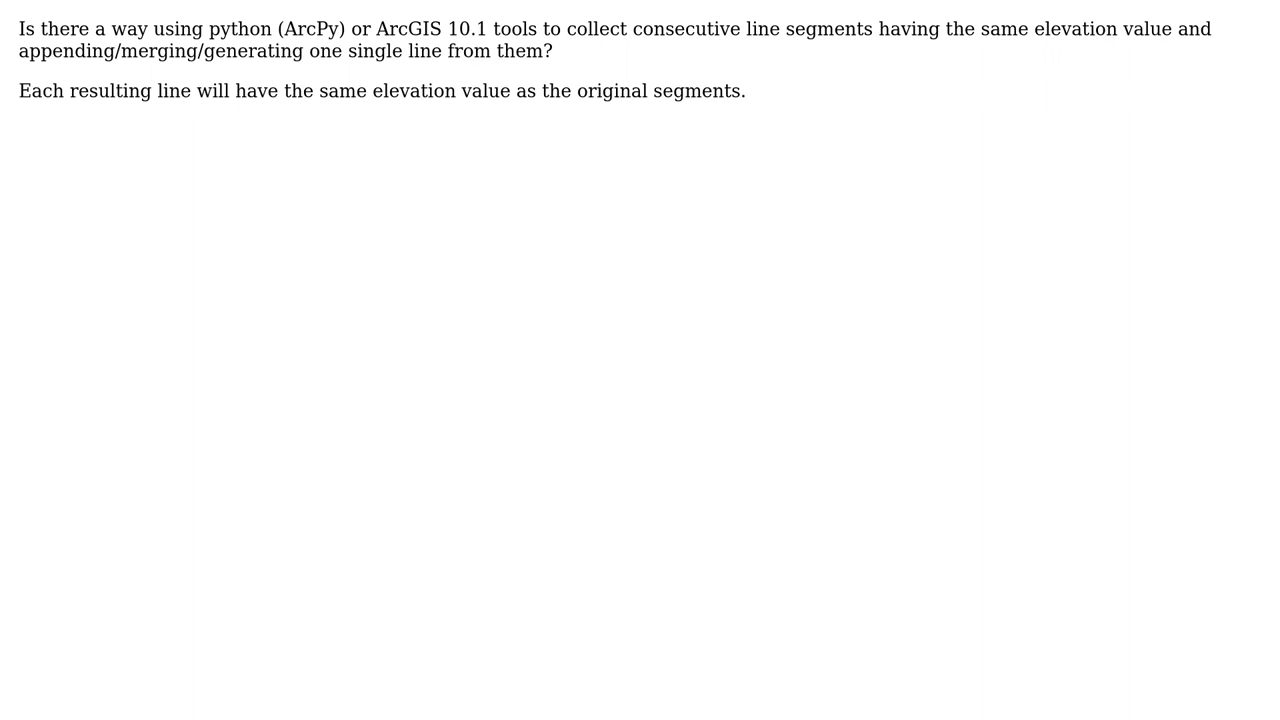 Is there a way using python (ArcPy) or ArcGIS 10.1 tools to collect consecutive line segments having the same elevation value and
appending/merging/generating one single line from them?
Each resulting line will have the same elevation value as the original segments.